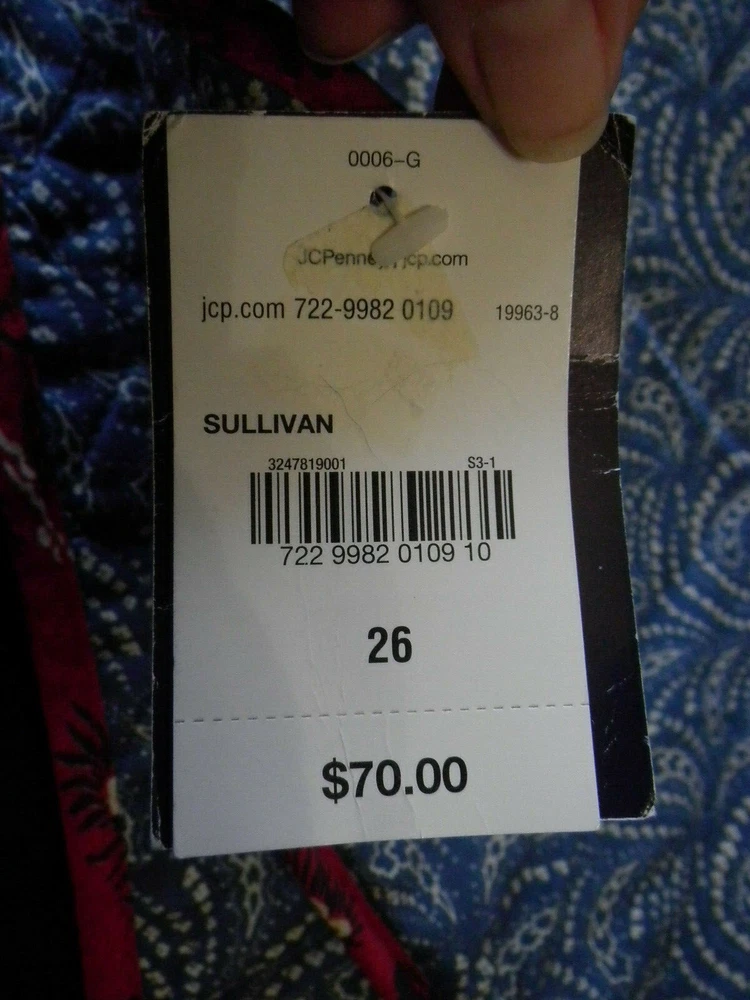 0006-G
JCPenney | jcp.com
jcp.com 722-9982 0109 19963-8
SULLIVAN
3247819001 S3-1
722 9982 0109 10
26
$70.00